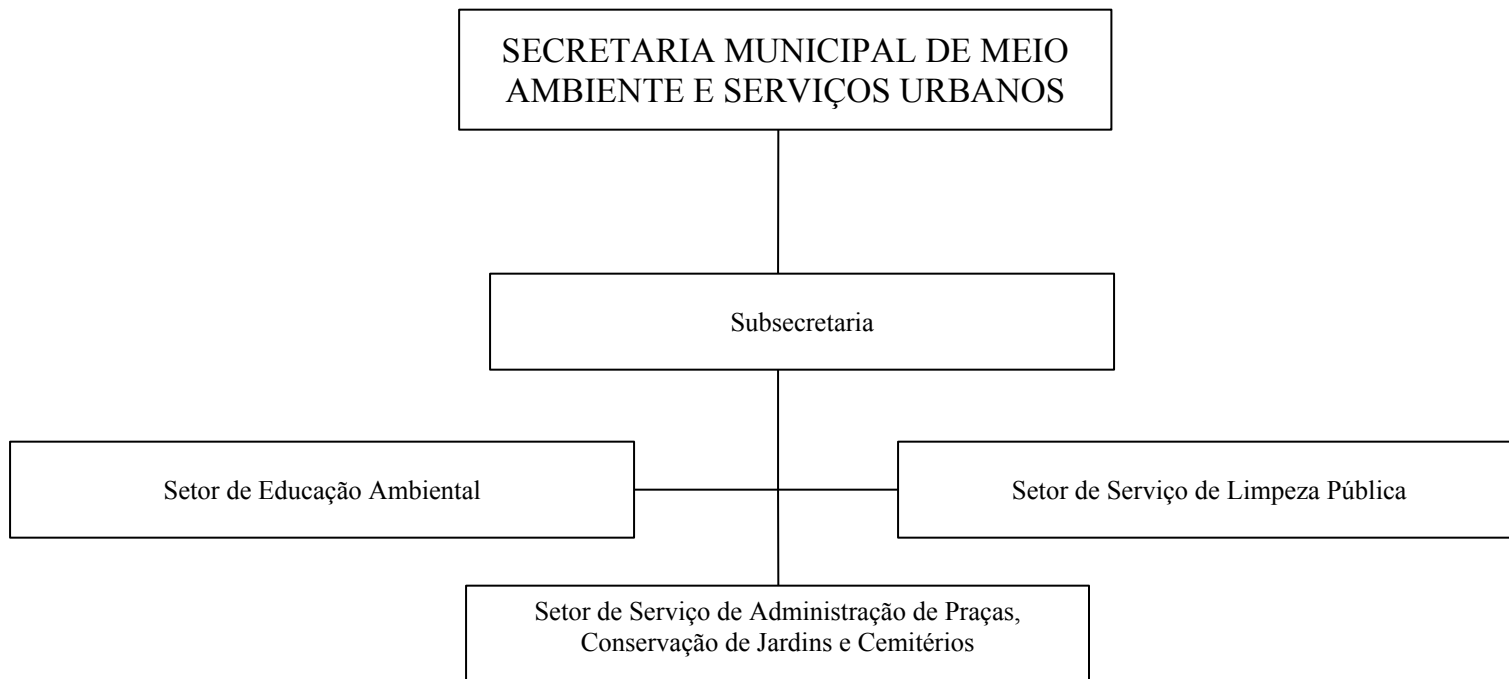 SECRETARIA MUNICIPAL DE MEIO
AMBIENTE E SERVIÇOS URBANOS
Subsecretaria
Setor de Educação Ambiental
Setor de Serviço de Limpeza Pública
Setor de Serviço de Administração de Praças,
Conservação de Jardins e Cemitérios